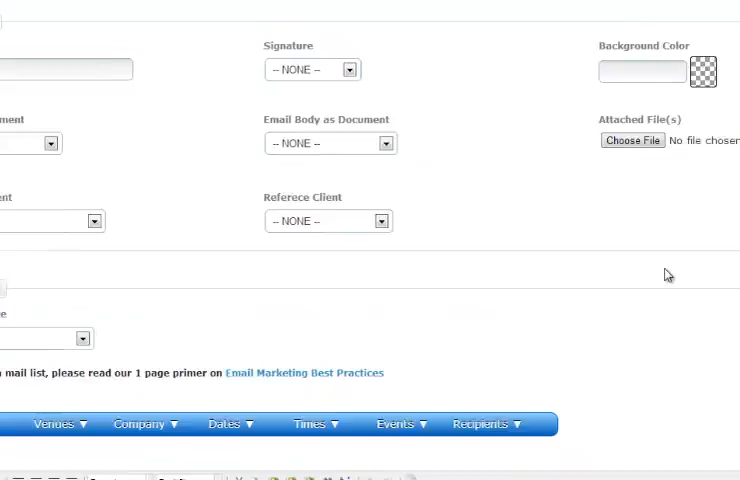 Signature Background Color
-- NONE --
ment Email Body as Document Attached File(s)
-- NONE -- Choose File No file chosen
ent Referece Client
-- NONE --
e
mail list, please read our 1 page primer on Email Marketing Best Practices
Venues ▼ Company ▼ Dates ▼ Times ▼ Events ▼ Recipients ▼